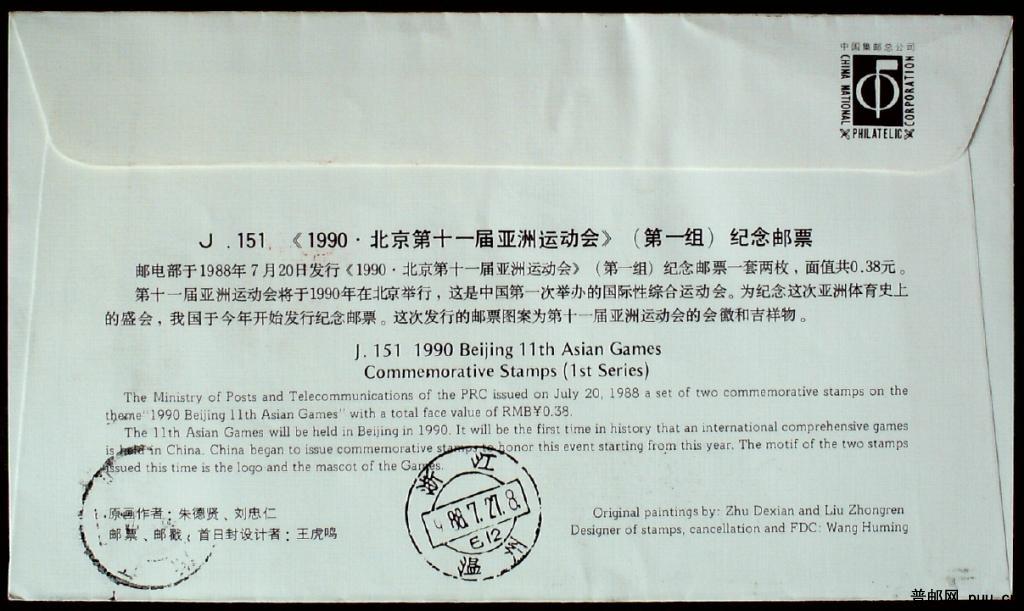 中国集邮总公司
CHINA NATIONAL
PHILATELIC
CORPORATION
J.151 《1990·北京第十一届亚洲运动会》(第一组)纪念邮票
邮电部于1988年7月20日发行《1990·北京第十一届亚洲运动会》(第一组)纪念邮票一套两枚,面值共0.38元。
第十一届亚洲运动会将于1990年在北京举行,这是中国第一次举办的国际性综合运动会。为纪念这次亚洲体育史上
的盛会,我国于今年开始发行纪念邮票。这次发行的邮票图案为第十一届亚洲运动会的会徽和吉祥物。
J. 151 1990 Beijing 11th Asian Games
Commemorative Stamps (1st Series)
The Ministry of Posts and Telecommunications of the PRC issued on July 20, 1988 a set of two commemorative stamps on the
theme"1990 Beijing 11th Asian Games" with a total face value of RMB¥0.38.
The 11th Asian Games will be held in Beijing in 1990. It will be the first time in history that an international comprehensive games
is held in China. China began to issue commemorative stamps to honor this event starting from this year. The motif of the two stamps
issued this time is the logo and the mascot of the Games.
浙江
88.7.27.8
E12
温
原画作者:朱德贤、刘忠仁
邮票、邮戳、首日封设计者:王虎鸣
Original paintings by: Zhu Dexian and Liu Zhongren
Designer of stamps, cancellation and FDC: Wang Huming
普邮网